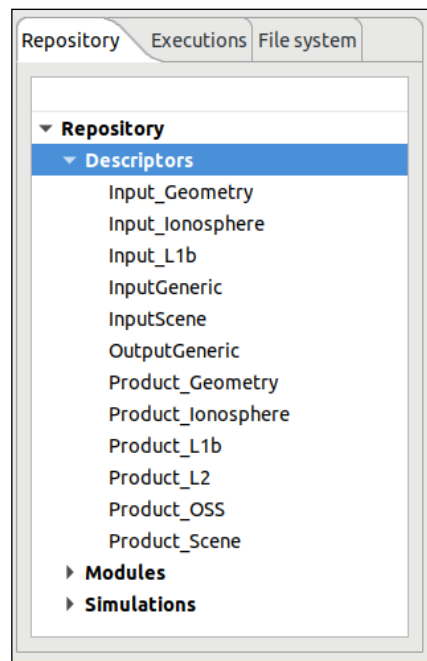 Repository Executions File system
Repository
Descriptors
Input_Geometry
Input_Ionosphere
Input_L1b
InputGeneric
InputScene
OutputGeneric
Product_Geometry
Product_Ionosphere
Product_L1b
Product_L2
Product_OSS
Product_Scene
Modules
Simulations